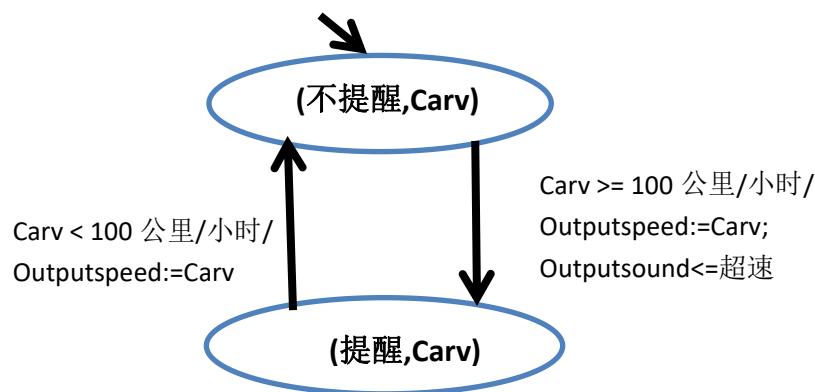 (不提醒,Carv)
Carv >= 100 公里/小时/
Outputspeed:=Carv;
Outputsound<=超速
Carv < 100 公里/小时/
Outputspeed:=Carv
(提醒,Carv)